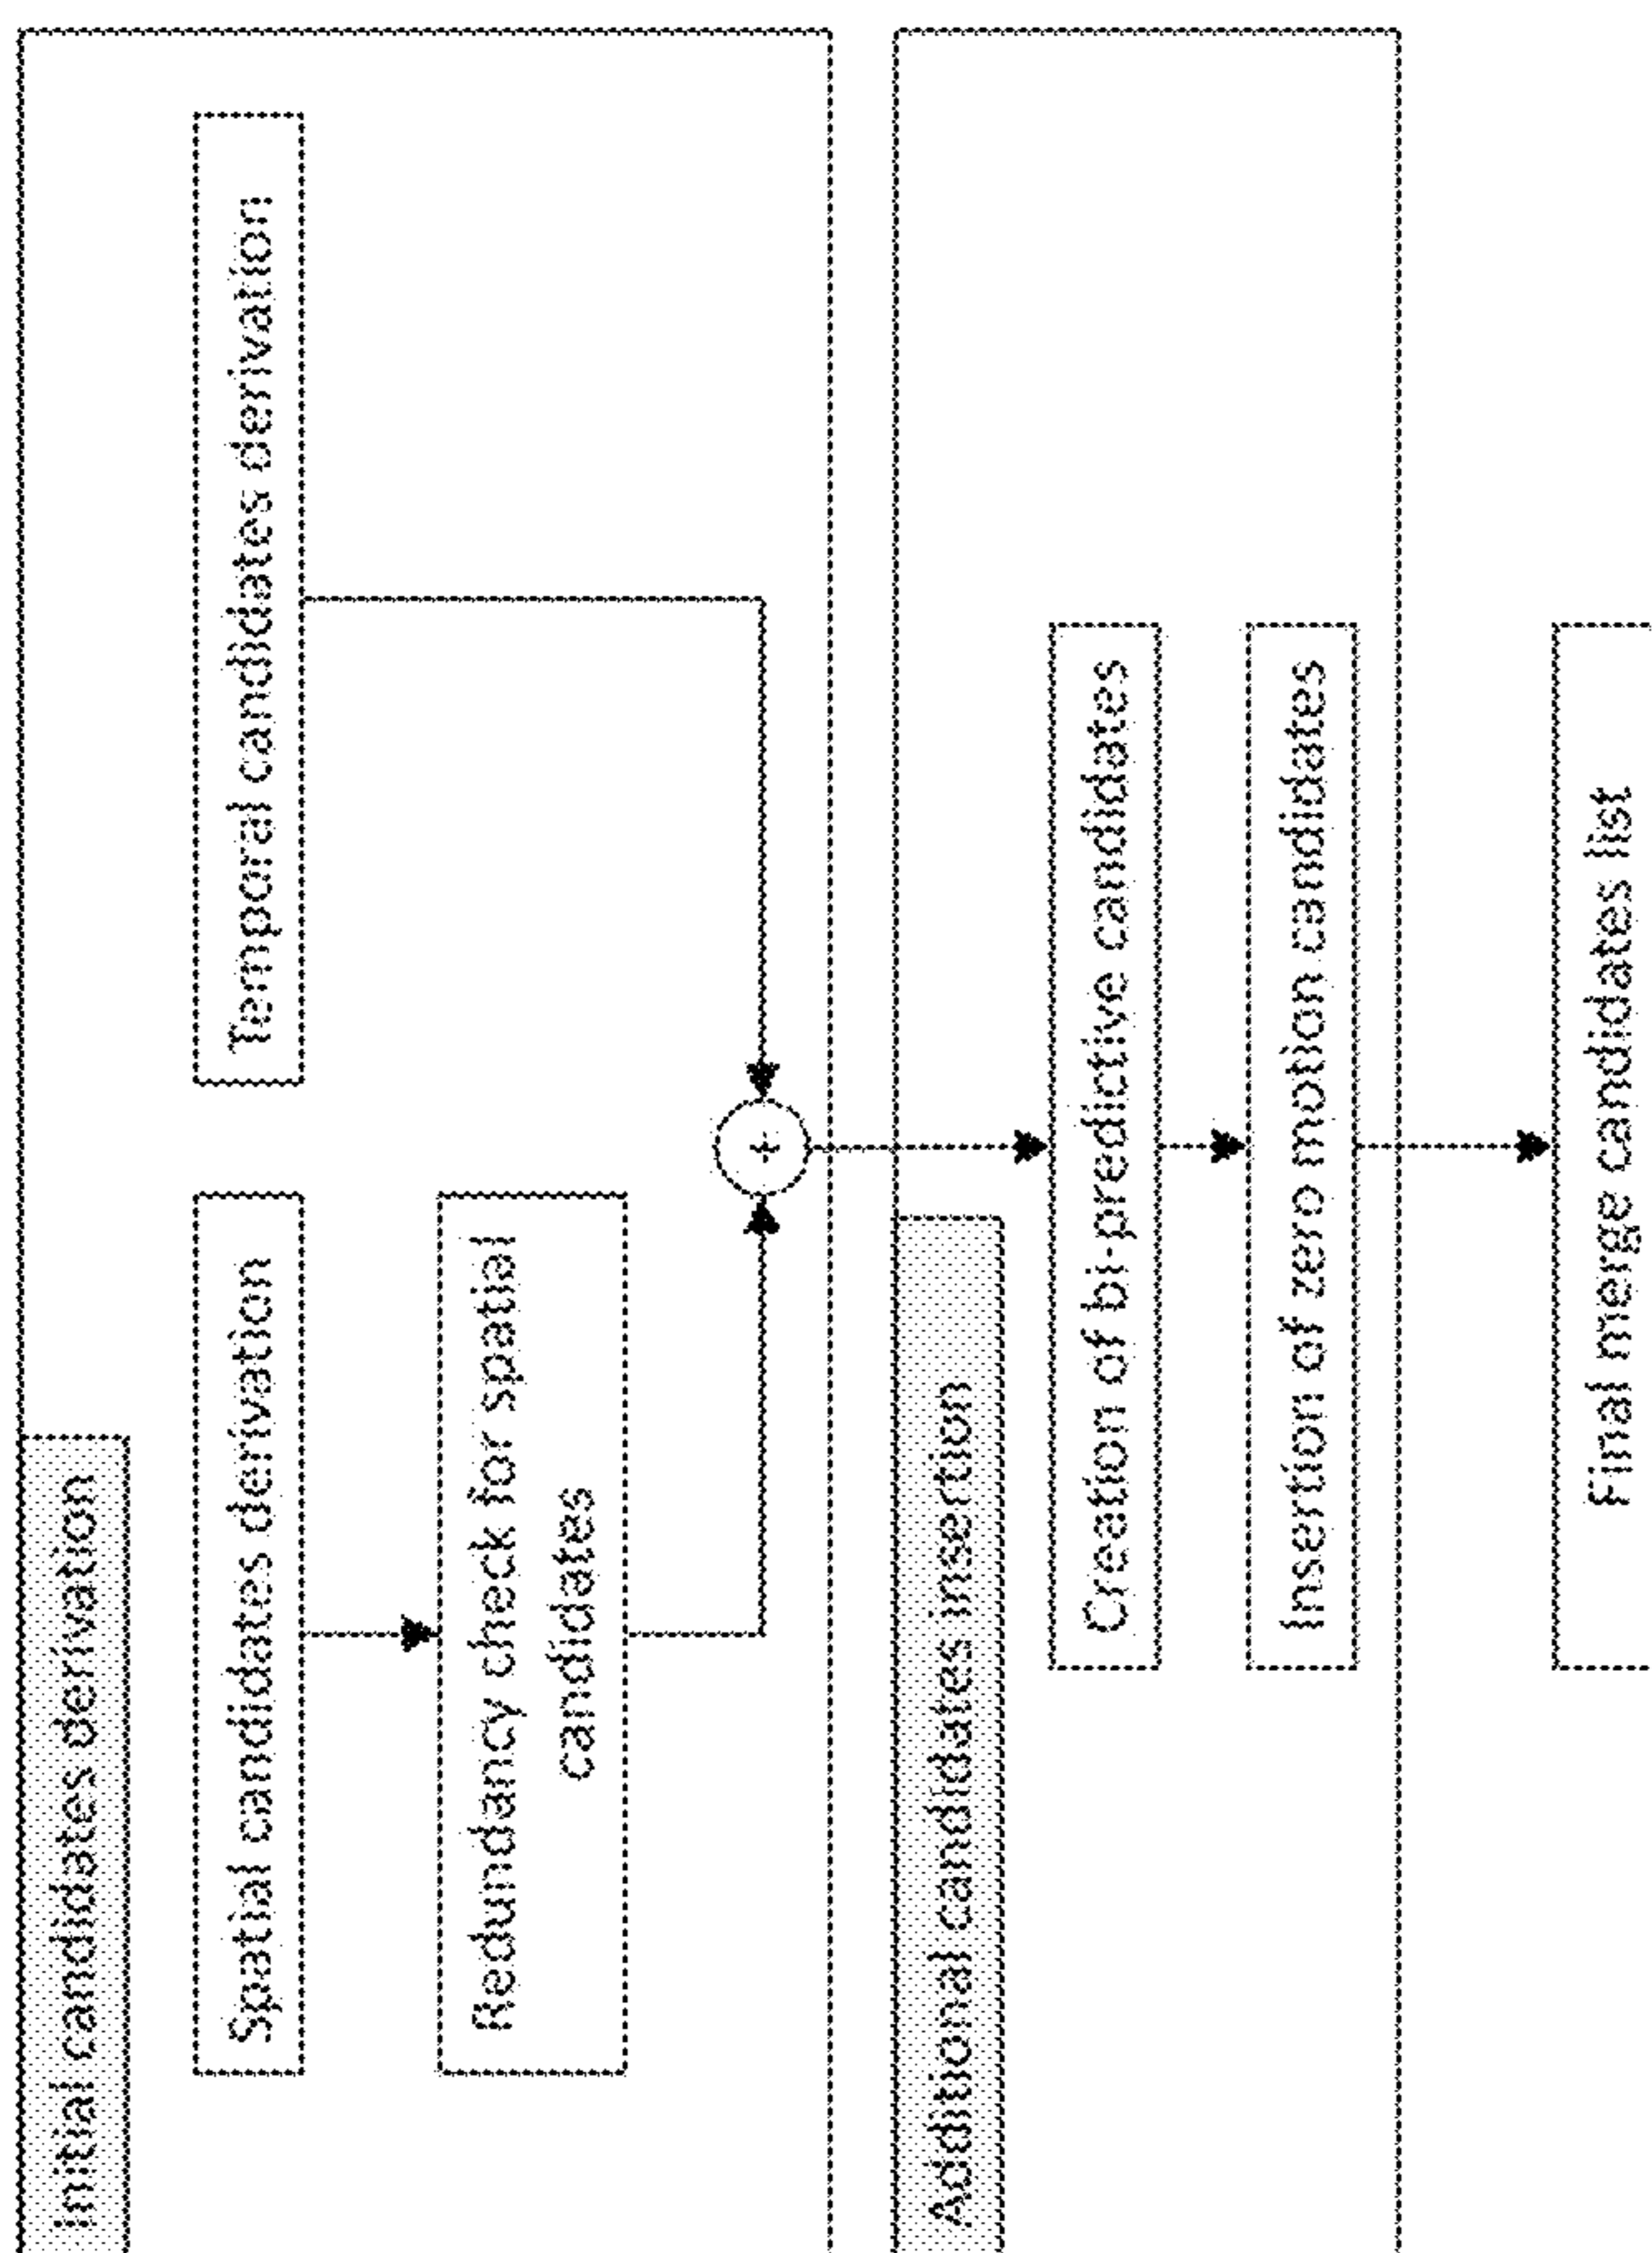 Initial candidates derivation
Spatial candidates derivation
Temporal candidates derivation
Redundancy check for spatial
candidates
+
Additional candidates insertion
Creation of bi-predictive candidates
Insertion of zero motion candidates
Final merge candidates list